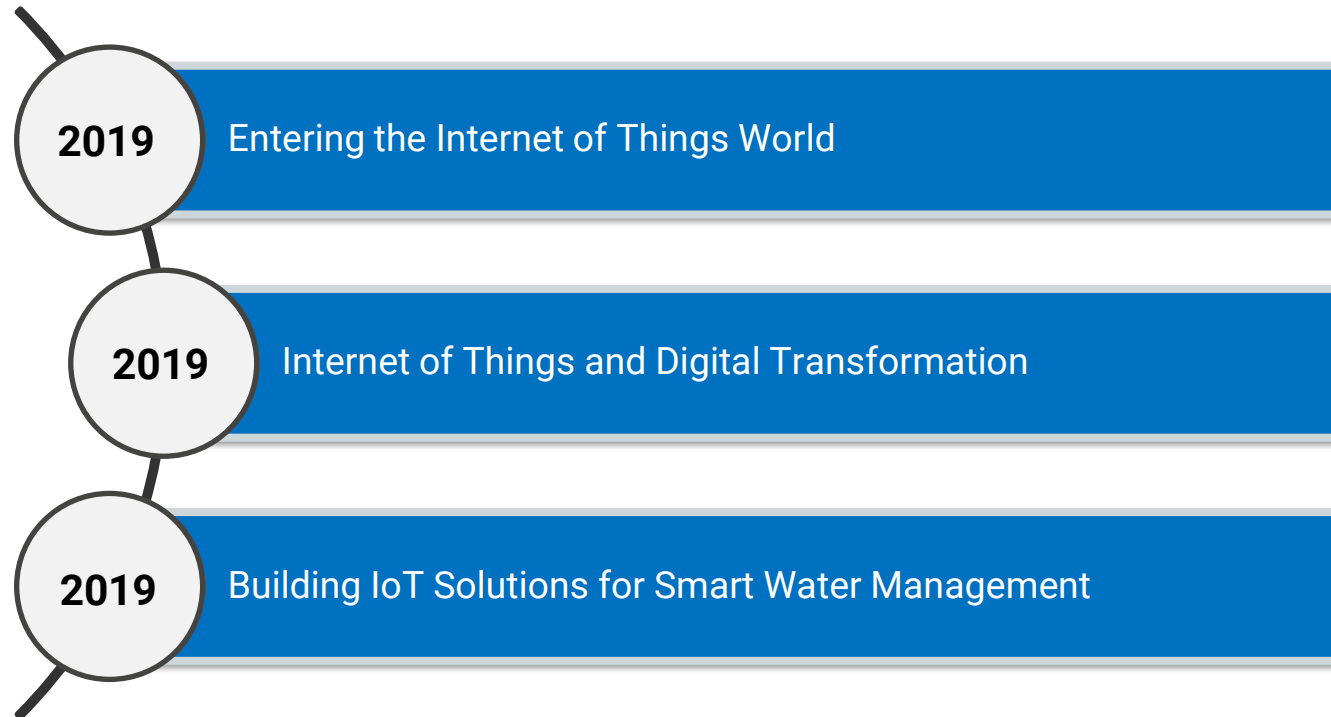 2019
Entering the Internet of Things World
2019
Internet of Things and Digital Transformation
2019
Building IoT Solutions for Smart Water Management